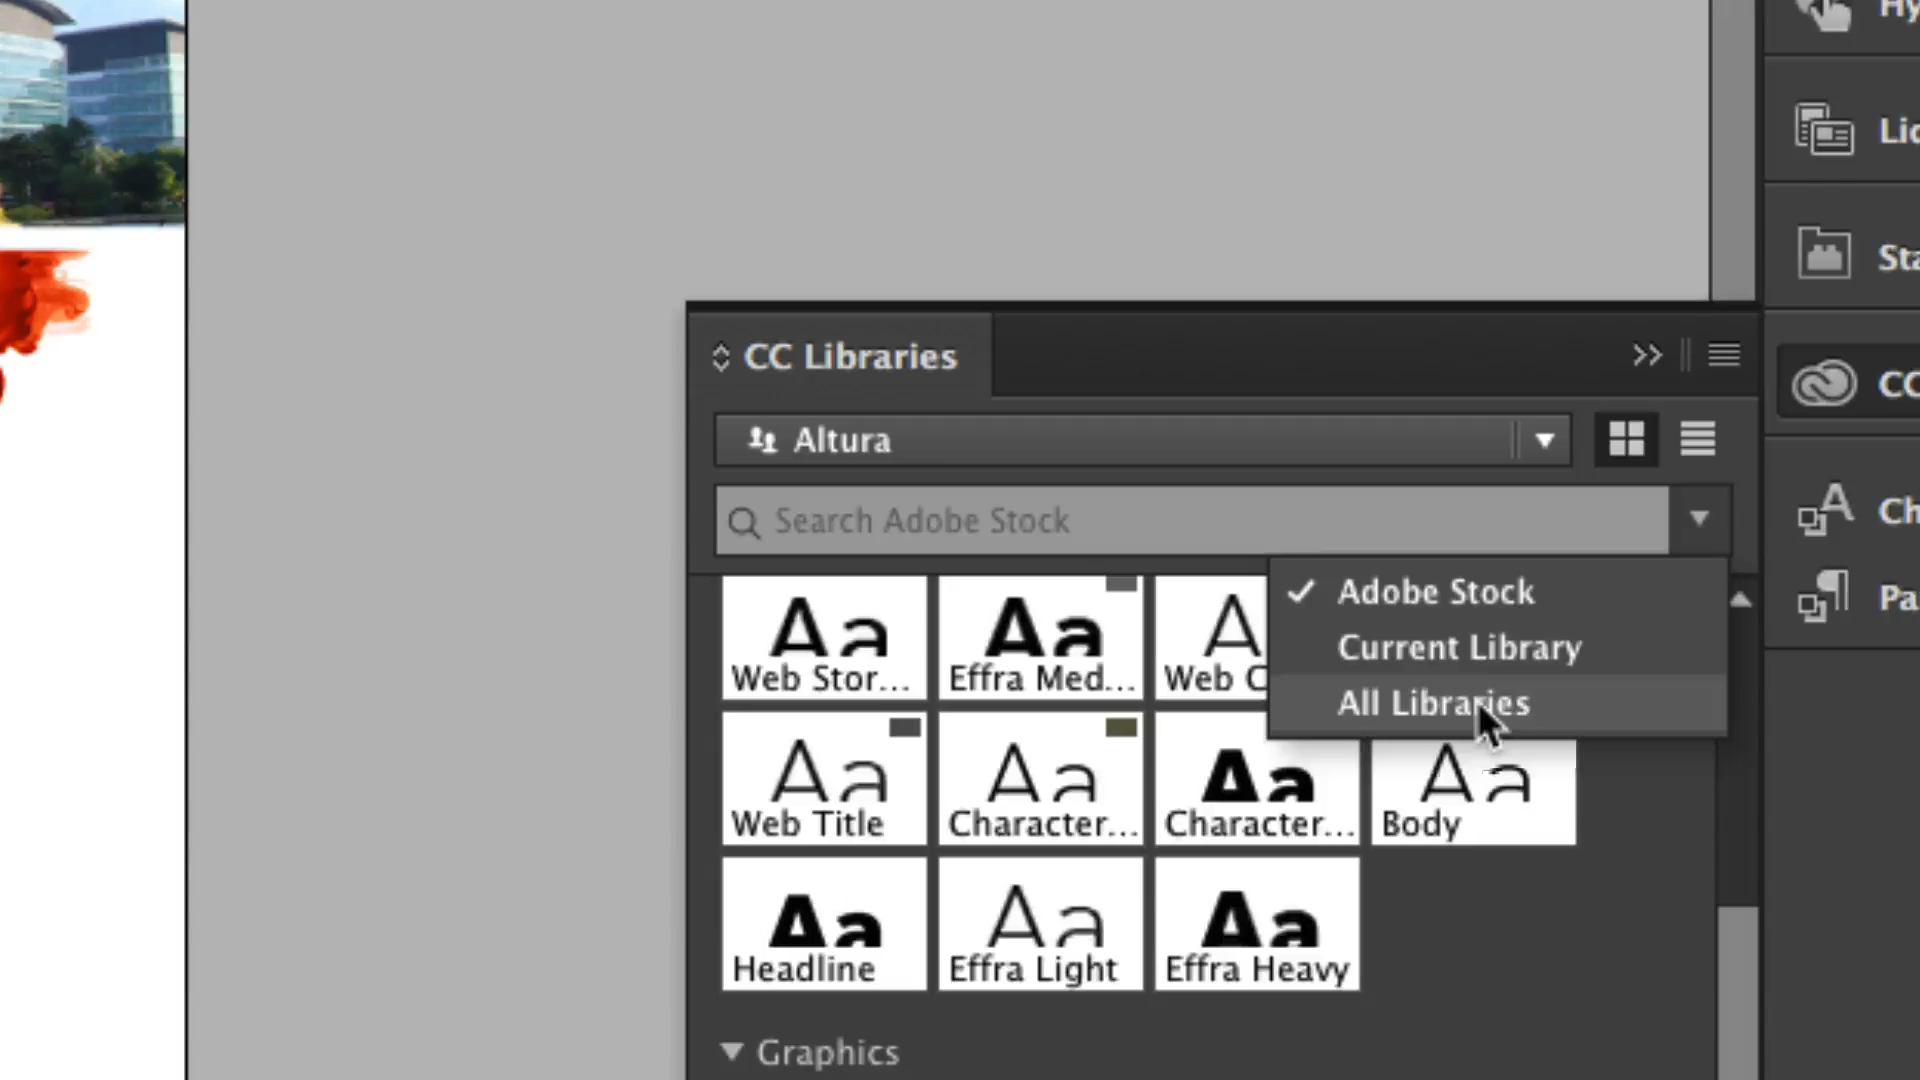 Hy
Lic
Sta
CC Libraries
CC
Altura
Search Adobe Stock
Ch
Adobe Stock
Aa
Aa
Web Stor...
Effra Med...
Web C
Current Library
Pa
All Libraries
Aa
Aa
Aa
Aa
Web Title
Character...
Character...
Body
Aa
Aa
Aa
Headline
Effra Light
Effra Heavy
Graphics